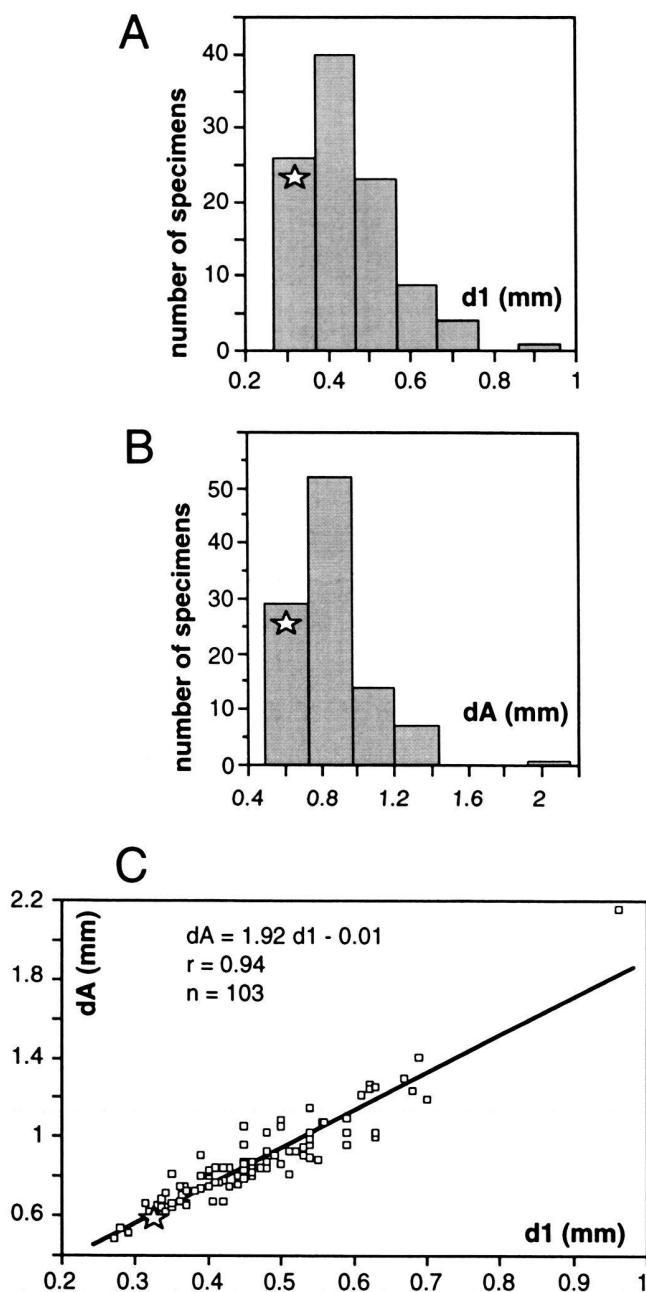 A
number of specimens
40
30
20
10
0
d1 (mm)
0.2 0.4 0.6 0.8 1
B
number of specimens
50
40
30
20
10
0
dA (mm)
0.4 0.8 1.2 1.6 2
C
2.2
1.8
1.4
1
0.6
dA (mm)
dA = 1.92 d1 - 0.01
r = 0.94
n = 103
d1 (mm)
0.2 0.3 0.4 0.5 0.6 0.7 0.8 0.9 1